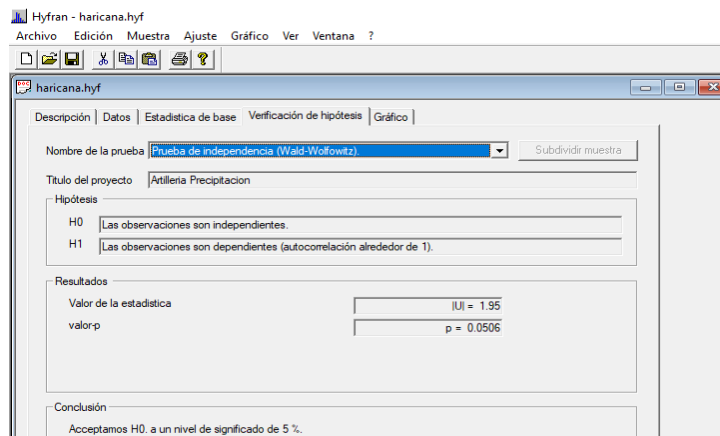 Hyfran - haricana.hyf
Archivo Edición Muestra Ajuste Gráfico Ver Ventana ?
haricana.hyf
Descripción Datos Estadistica de base Verificación de hipótesis Gráfico
Nombre de la prueba Prueba de independencia (Wald-Wolfowitz). Subdividir muestra
Titulo del proyecto Artilleria Precipitacion
Hipótesis
H0 Las observaciones son independientes.
H1 Las observaciones son dependientes (autocorrelación alrededor de 1).
Resultados
Valor de la estadistica |U| = 1.95
valor-p p = 0.0506
Conclusión
Acceptamos H0. a un nivel de significado de 5 %.